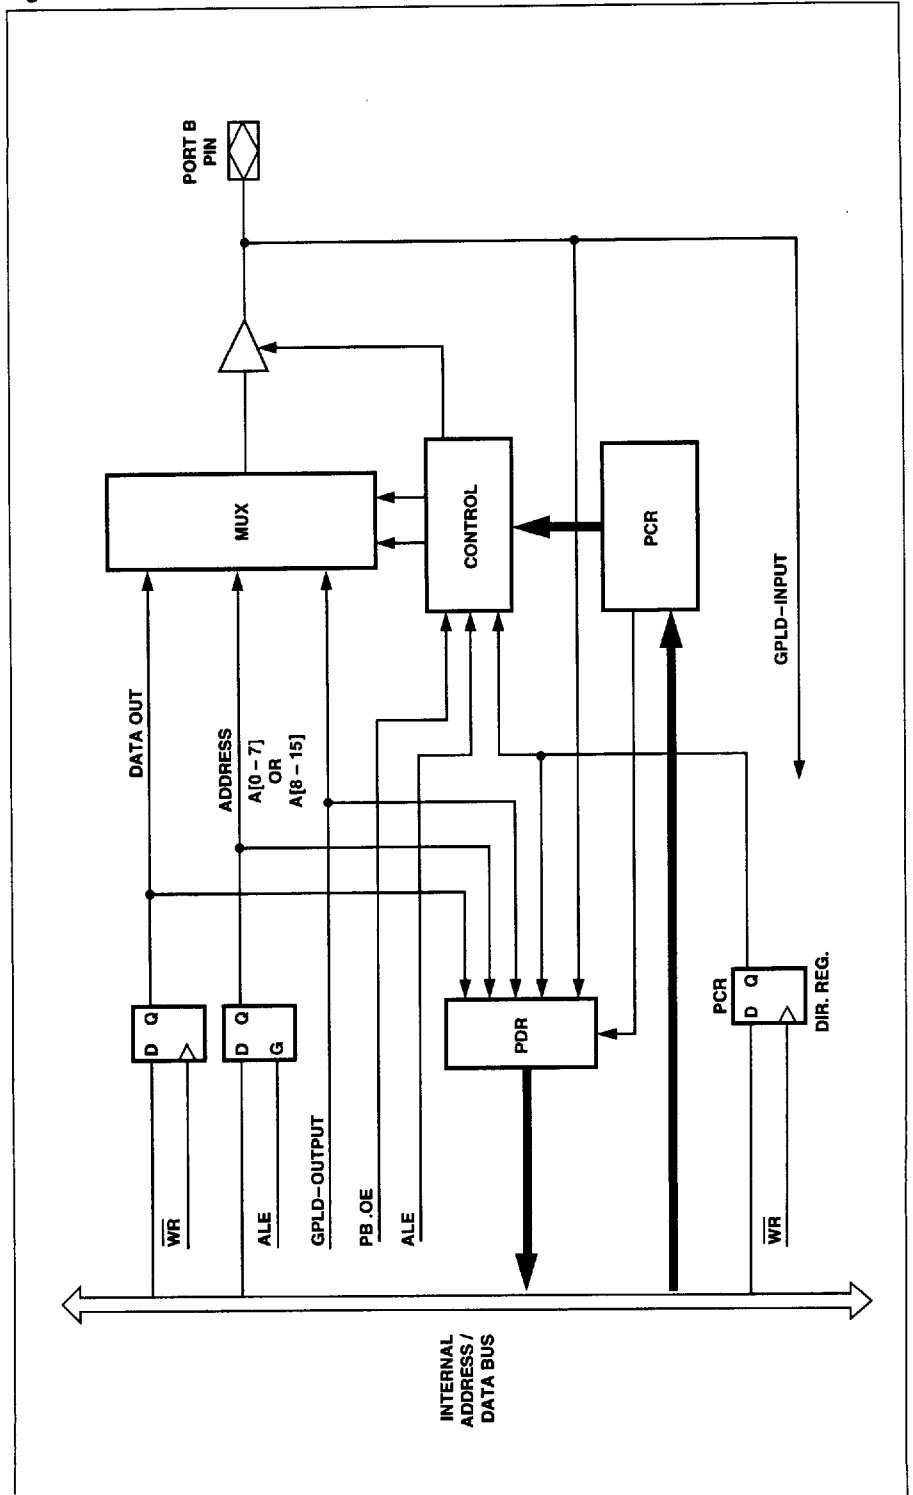 PORT B
PIN
MUX
CONTROL
PCR
DATA OUT
ADDRESS
A[0 – 7]
OR
A[8 – 15]
GPLD–INPUT
D Q
WR
D Q
G
ALE
GPLD–OUTPUT
PB .OE
ALE
PDR
PCR
D Q
DIR. REG.
WR
INTERNAL
ADDRESS /
DATA BUS